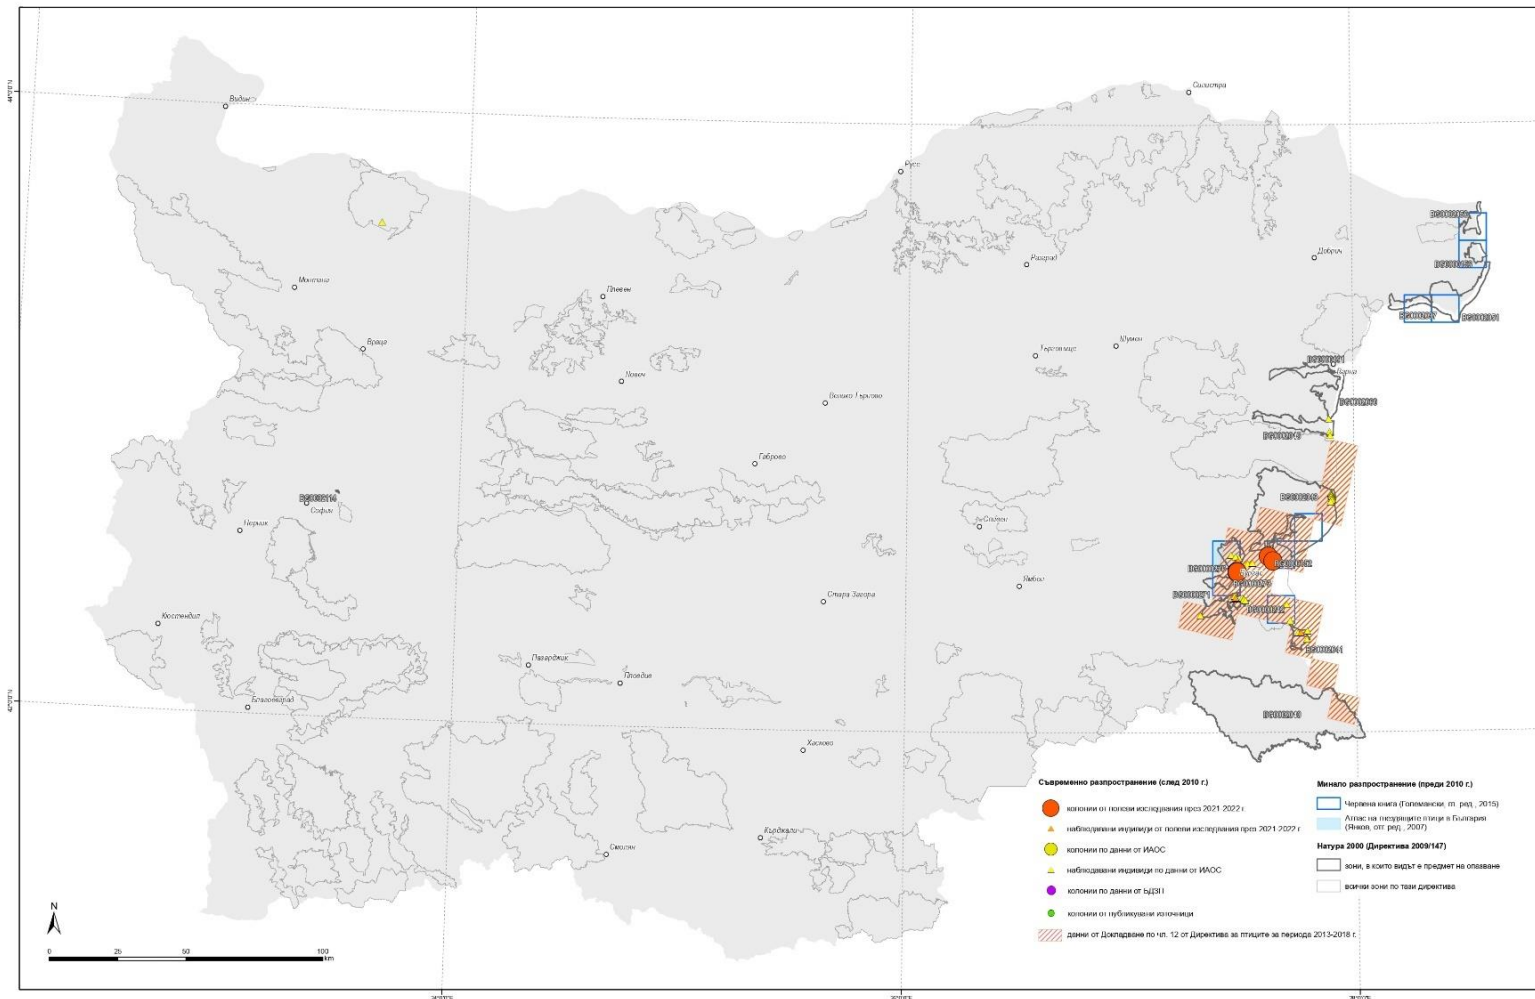 Силистра
Видин
Русе
Добрич
Разград
Монтана
Плевен
Шумен
Търговище
Враца
Варна
Ловеч
Велико Търново
BG0002045
Габрово
BG0002114
София
Сливен
Перник
Ямбол
Стара Загора
BG0000271
Кюстендил
BG0002041
Пазарджик
Пловдив
Благоевград
BG0002040
Хасково
Кърджали
Смолян
Съвременно разпространение (след 2010 г.)
колонии от полеви изследвания през 2021-2022 г.
наблюдавани индивиди от полеви изследвания през 2021-2022 г.
колонии по данни от ИАОС
наблюдавани индивиди по данни от ИАОС
колонии по данни от БДЗП
колонии от публикувани източници
данни от Докладване по чл. 12 от Директива за птиците за периода 2013-2018 г.
Минало разпространение (преди 2010 г.)
Червена книга (Големански, гл. ред., 2015)
Атлас на гнездящите птици в България
(Янков, отг. ред., 2007)
Натура 2000 (Директива 2009/147)
зони, в които видът е предмет на опазване
всички зони по тази директива
N
0 25 50 100
km